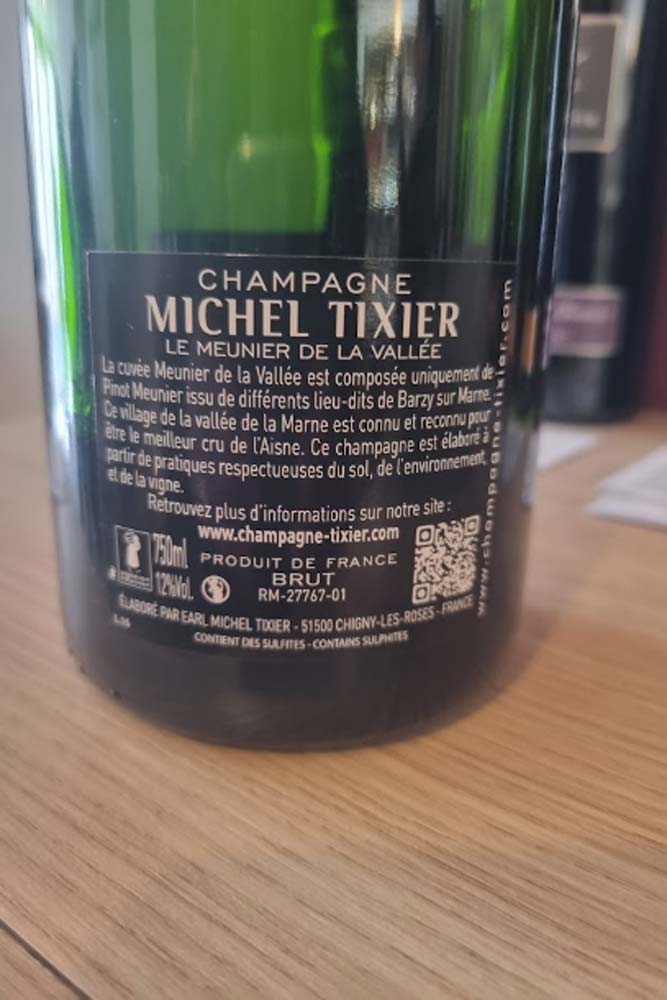 CHAMPAGNE
MICHEL TIXIER
LE MEUNIER DE LA VALLÉE
La cuvée Meunier de la Vallée est composée uniquement de
Pinot Meunier issu de différents lieu-dits de Barzy sur Marne.
Ce village de la vallée de la Marne est connu et reconnu pour
être le meilleur cru de l'Aisne. Ce champagne est élaboré à
partir de pratiques respectueuses du sol, de l'environnement,
et de la vigne.
Retrouvez plus d'informations sur notre site :
www.champagne-tixier.com
750ml
12%Vol.
PRODUIT DE FRANCE
BRUT
RM-27767-01
ÉLABORÉ PAR EARL MICHEL TIXIER - 51500 CHIGNY-LES-ROSES - FRANCE
CONTIENT DES SULFITES - CONTAINS SULPHITES
www.champagne-tixier.com